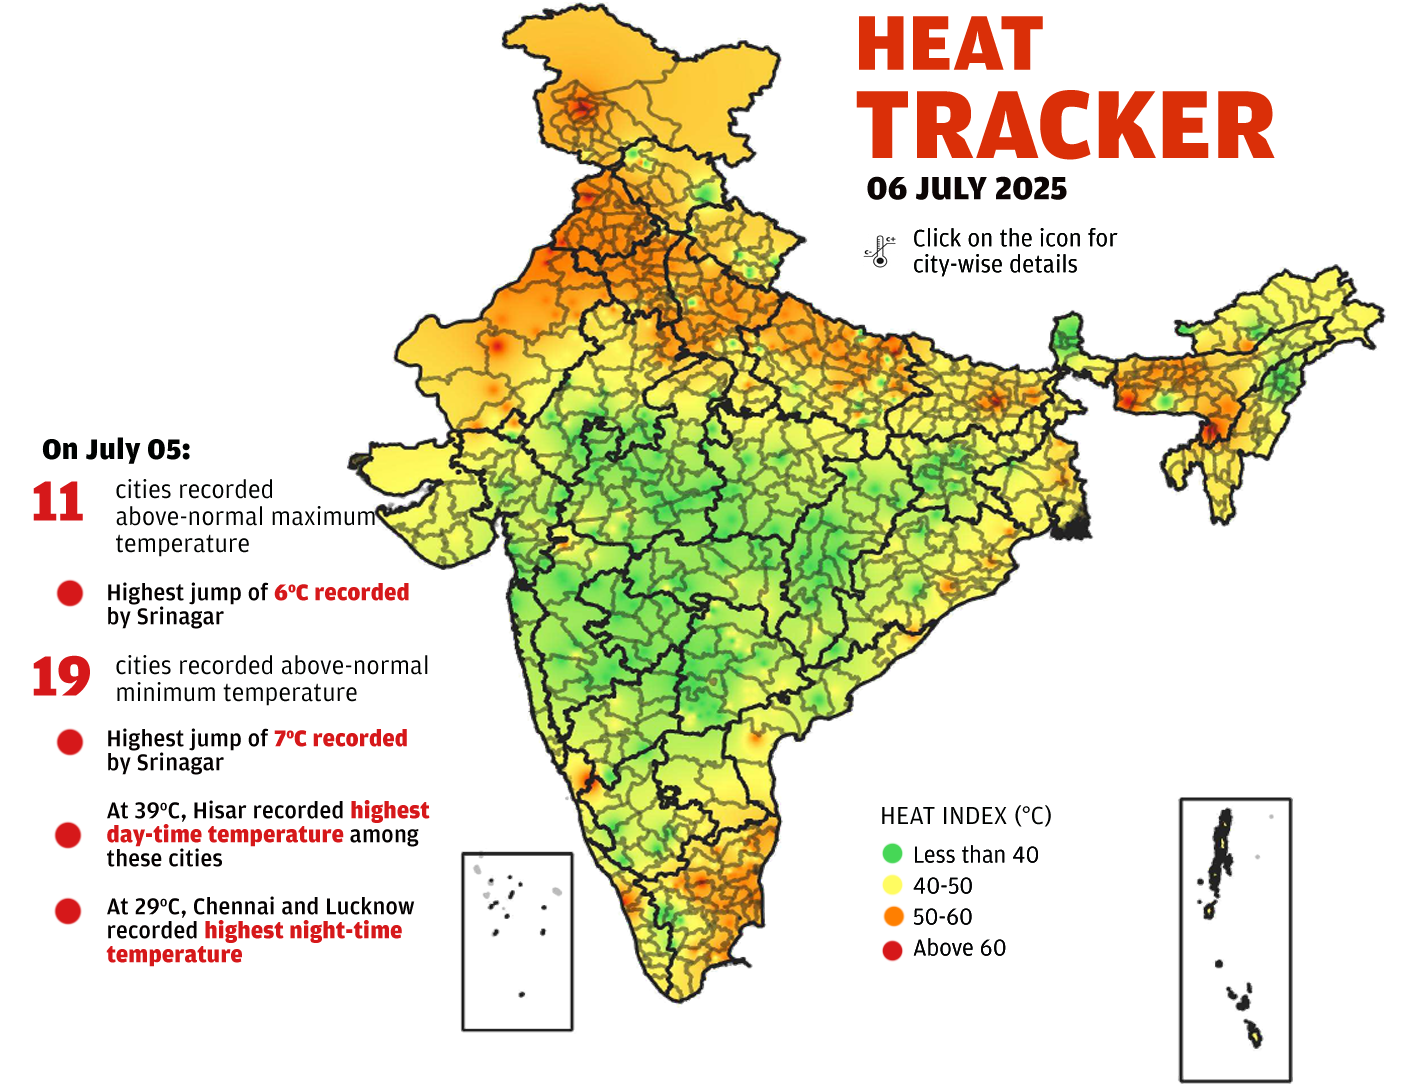 HEAT
TRACKER
06 JULY 2025
Click on the icon for
city-wise details
c+
c-
On July 05:
11
cities recorded
above-normal maximum
temperature
Highest jump of 6ºC recorded
by Srinagar
19
cities recorded above-normal
minimum temperature
Highest jump of 7ºC recorded
by Srinagar
At 39ºC, Hisar recorded highest
day-time temperature among
these cities
At 29ºC, Chennai and Lucknow
recorded highest night-time
temperature
HEAT INDEX (°C)
Less than 40
40-50
50-60
Above 60